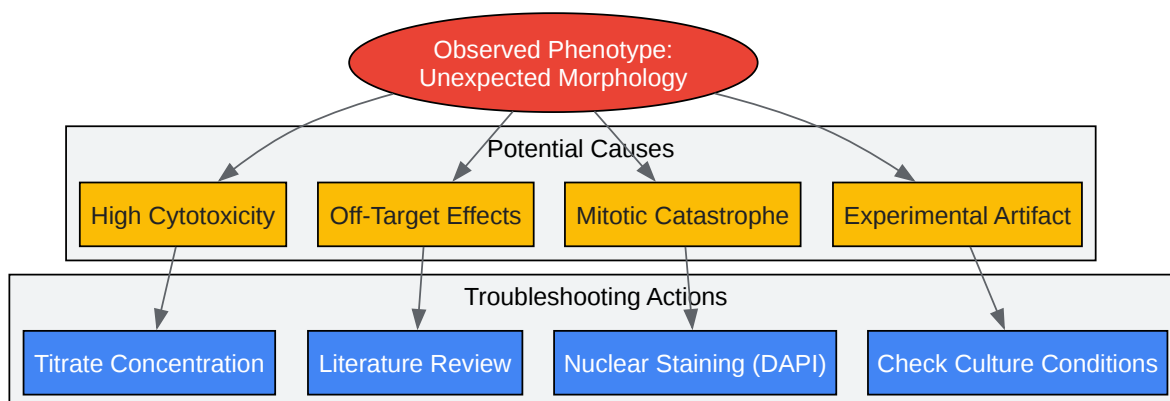 Observed Phenotype:
Unexpected Morphology
Potential Causes
High Cytotoxicity
Off-Target Effects
Mitotic Catastrophe
Experimental Artifact
Troubleshooting Actions
Titrate Concentration
Literature Review
Nuclear Staining (DAPI)
Check Culture Conditions